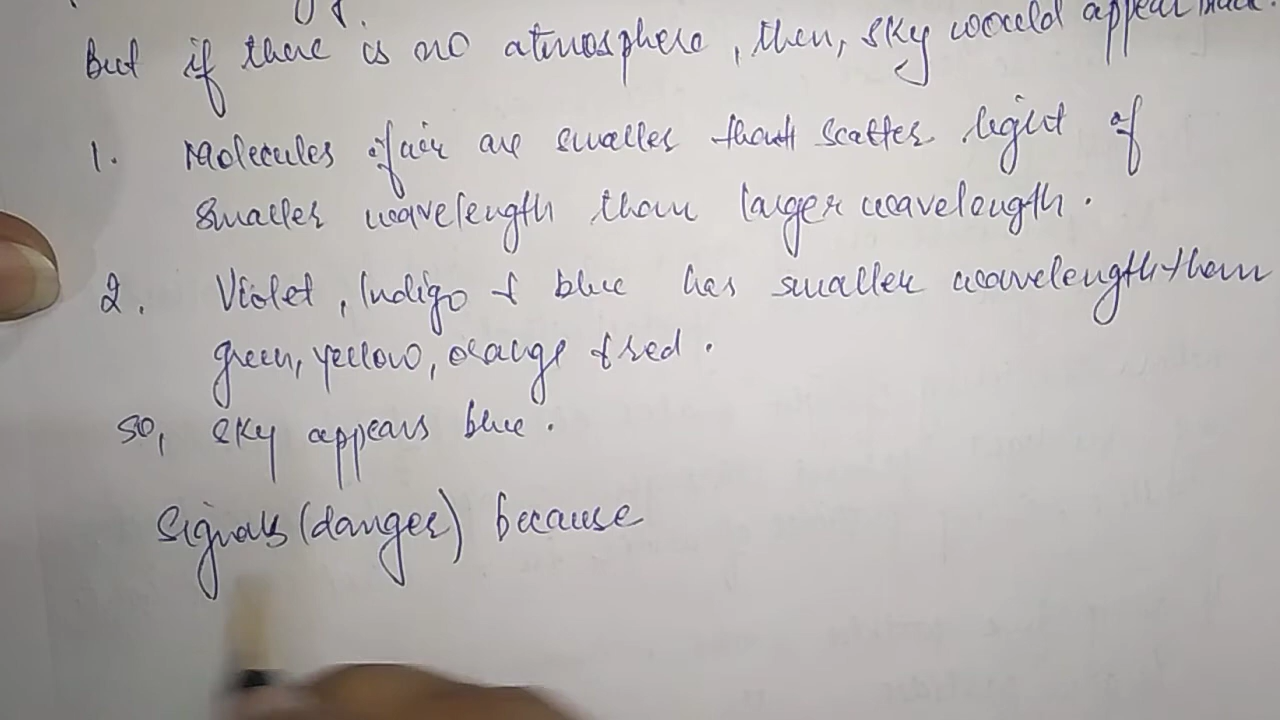 But if there is no atmosphere, then, sky would appear
1. Molecules of air are smaller that scatter light of
smaller wavelength than larger wavelength.
2. Violet, Indigo & blue has smaller wavelength than
green, yellow, orange & red.
so, sky appears blue.
Signals (danger) because